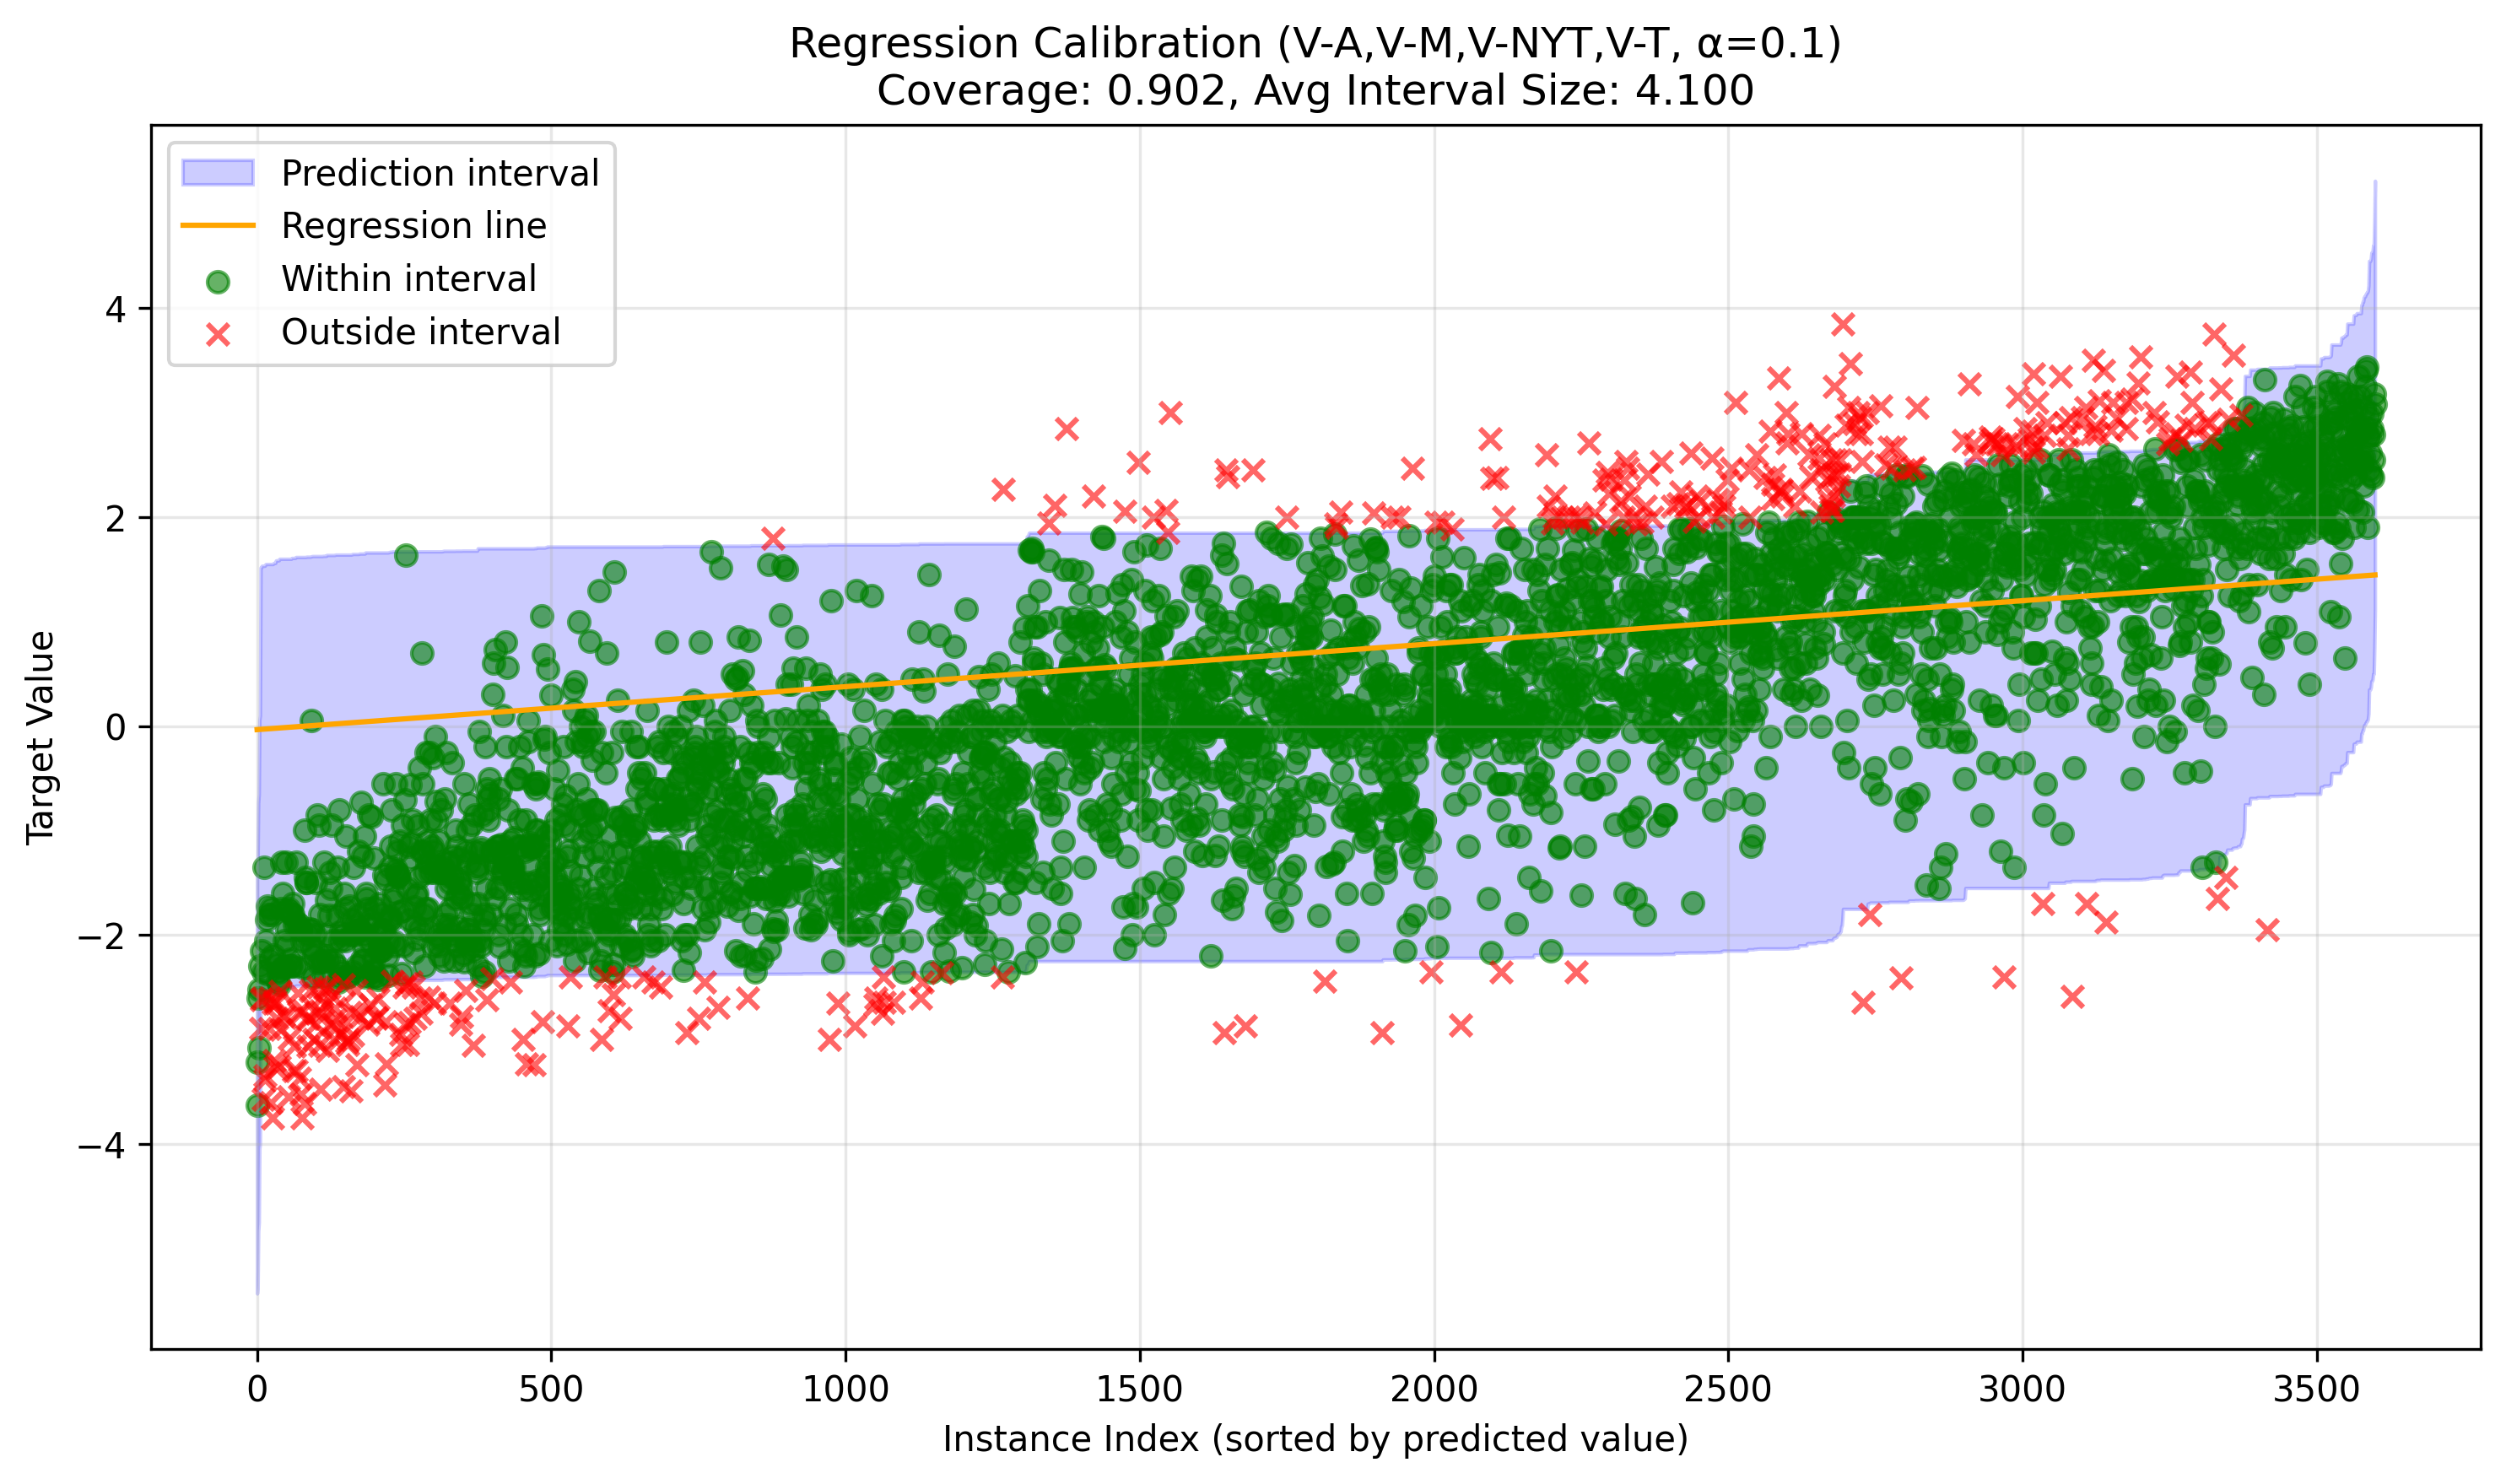 Regression Calibration (V-A,V-M,V-NYT,V-T, α=0.1)
Coverage: 0.902, Avg Interval Size: 4.100
Prediction interval
Regression line
Within interval
Outside interval
4
2
0
−2
−4
Target Value
0 500 1000 1500 2000 2500 3000 3500
Instance Index (sorted by predicted value)